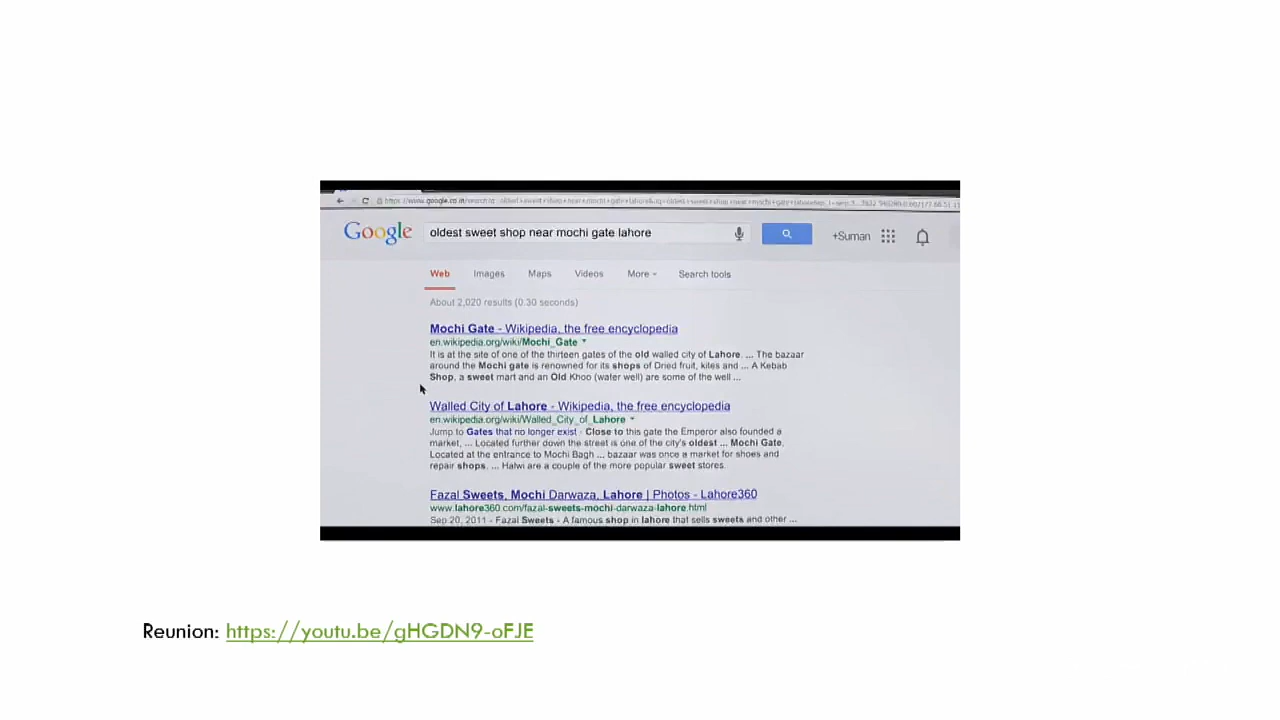 Google
oldest sweet shop near mochi gate lahore
+Suman
Web Images Maps Videos More Search tools
About 2,020 results (0.30 seconds)
Mochi Gate - Wikipedia, the free encyclopedia
en.wikipedia.org/wiki/Mochi_Gate
It is at the site of one of the thirteen gates of the old walled city of Lahore. ... The bazaar
around the Mochi gate is renowned for its shops of Dried fruit, kiles and ... A Kebab
Shop, a sweet mart and an Old Khoo (water well) are some of the well ...
Walled City of Lahore - Wikipedia, the free encyclopedia
en.wikipedia.org/wiki/Walled_City_of_Lahore
Jump to Gates that no longer exist - Close to this gate the Emperor also founded a
market, ... Located further down the street is one of the city's oldest ... Mochi Gate,
Located at the entrance to Mochi Bagh ... bazaar was once a market for shoes and
repair shops. ... Halwi are a couple of the more popular sweet stores.
Fazal Sweets, Mochi Darwaza, Lahore | Photos - Lahore360
www.lahore360.com/fazal-sweets-mochi-darwaza-lahore.html
Sep 20, 2011 - Fazal Sweets - A famous shop in lahore that sells sweets and other ...
Reunion: https://youtu.be/gHGDN9-oFJE